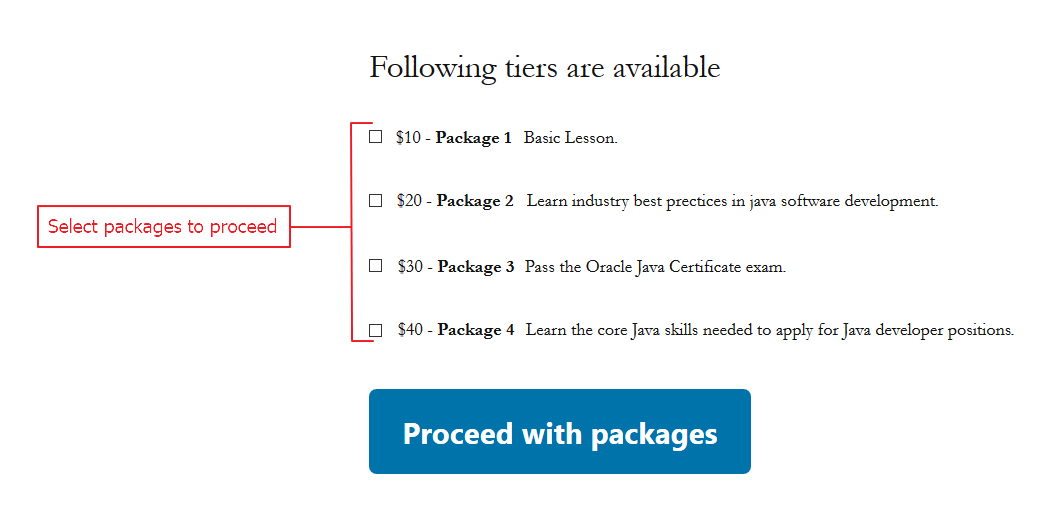 Following tiers are available
$10 - Package 1 Basic Lesson.
$20 - Package 2 Learn industry best prectices in java software development.
Select packages to proceed
$30 - Package 3 Pass the Oracle Java Certificate exam.
$40 - Package 4 Learn the core Java skills needed to apply for Java developer positions.
Proceed with packages